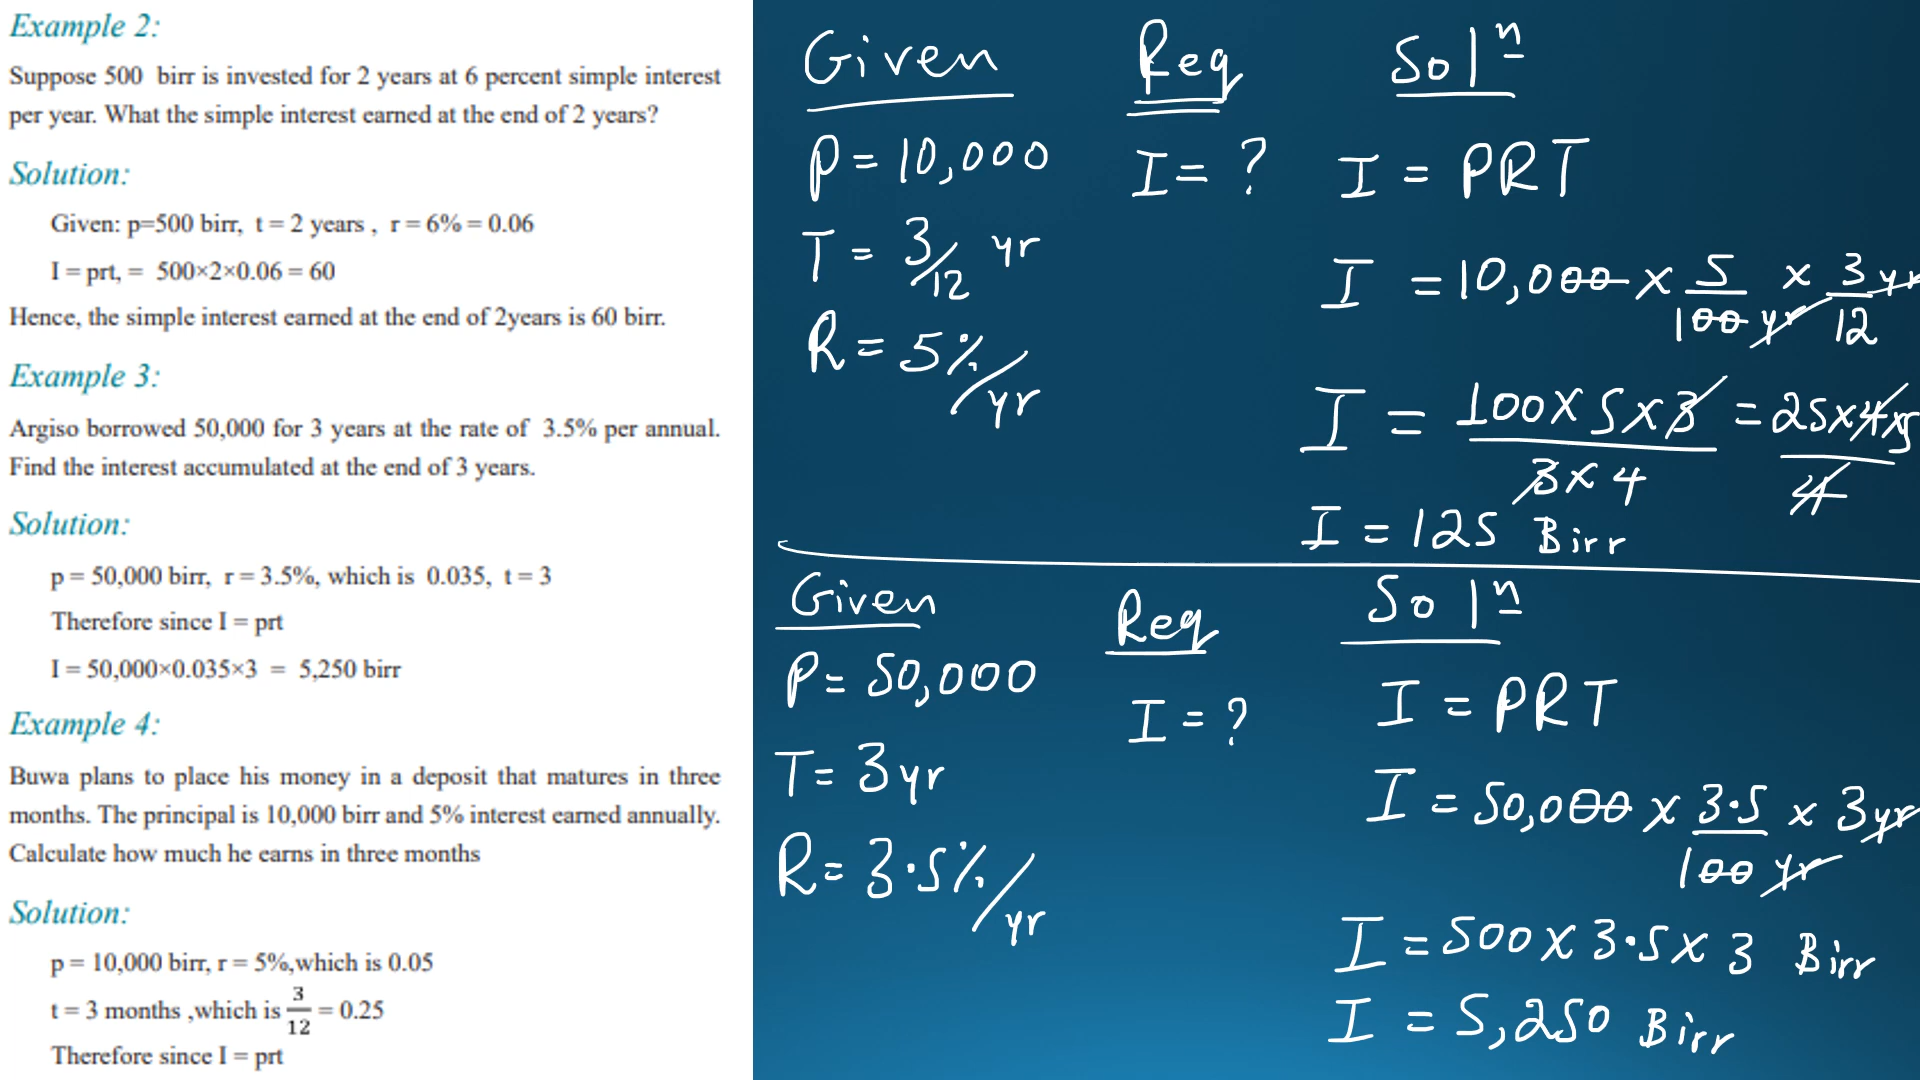 Example 2:
Suppose 500 birr is invested for 2 years at 6 percent simple interest
per year. What the simple interest earned at the end of 2 years?
Solution:
Given: p=500 birr, t = 2 years , r = 6% = 0.06
I = prt, = 500×2×0.06 = 60
Hence, the simple interest earned at the end of 2years is 60 birr.
Example 3:
Argiso borrowed 50,000 for 3 years at the rate of 3.5% per annual.
Find the interest accumulated at the end of 3 years.
Solution:
p = 50,000 birr, r = 3.5%, which is 0.035, t = 3
Therefore since I = prt
I = 50,000×0.035×3 = 5,250 birr
Example 4:
Buwa plans to place his money in a deposit that matures in three
months. The principal is 10,000 birr and 5% interest earned annually.
Calculate how much he earns in three months
Solution:
p = 10,000 birr, r = 5%,which is 0.05
t = 3 months ,which is 3/12 = 0.25
Therefore since I = prt
Given
P = 10,000
T = 3/12 yr
R = 5%/yr
Req
I = ?
Solⁿ
I = PRT
I = 10,000 × 5/100 yr × 3 yr/12
I = 100×5×3 / 3×4 = 25×4×5 / 4
I = 125 Birr
Given
P = 50,000
T = 3yr
R = 3.5%/yr
Req
I = ?
Solⁿ
I = PRT
I = 50,000 × 3.5/100 yr × 3yr
I = 500 × 3.5 × 3 Birr
I = 5,250 Birr